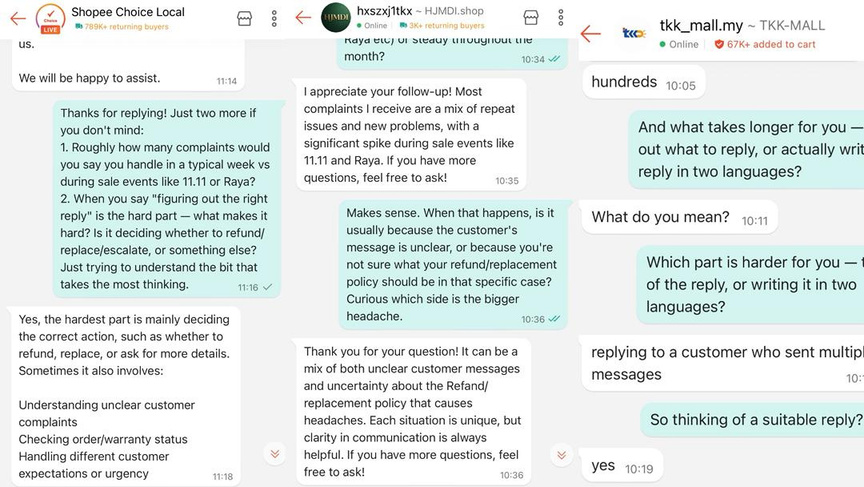 Shopee Choice Local
789K+ returning buyers
Choice
LIVE
us.
We will be happy to assist.
11:14
Thanks for replying! Just two more if
you don't mind:
1. Roughly how many complaints would
you say you handle in a typical week vs
during sale events like 11.11 or Raya?
2. When you say "figuring out the right
reply" is the hard part — what makes it
hard? Is it deciding whether to refund/
replace/escalate, or something else?
Just trying to understand the bit that
takes the most thinking.
11:16
Yes, the hardest part is mainly deciding
the correct action, such as whether to
refund, replace, or ask for more details.
Sometimes it also involves:
Understanding unclear customer
complaints
Checking order/warranty status
Handling different customer
expectations or urgency
11:18
HJMDI
hxszxj1tkx ~ HJMDI.shop
Online
3K+ returning buyers
Raya etc) or steady throughout the
month?
10:34
I appreciate your follow-up! Most
complaints I receive are a mix of repeat
issues and new problems, with a
significant spike during sale events like
11.11 and Raya. If you have more
questions, feel free to ask!
10:35
Makes sense. When that happens, is it
usually because the customer's
message is unclear, or because you're
not sure what your refund/replacement
policy should be in that specific case?
Curious which side is the bigger
headache.
10:36
Thank you for your question! It can be a
mix of both unclear customer messages
and uncertainty about the Refand/
replacement policy that causes
headaches. Each situation is unique, but
clarity in communication is always
helpful. If you have more questions, feel
free to ask!
10:36
tkk
tkk_mall.my ~ TKK-MALL
Online
67K+ added to cart
hundreds
10:05
And what takes longer for you —
out what to reply, or actually writ
reply in two languages?
What do you mean?
10:11
Which part is harder for you — t
of the reply, or writing it in two
languages?
replying to a customer who sent multipl
messages
10:1
So thinking of a suitable reply?
yes
10:19